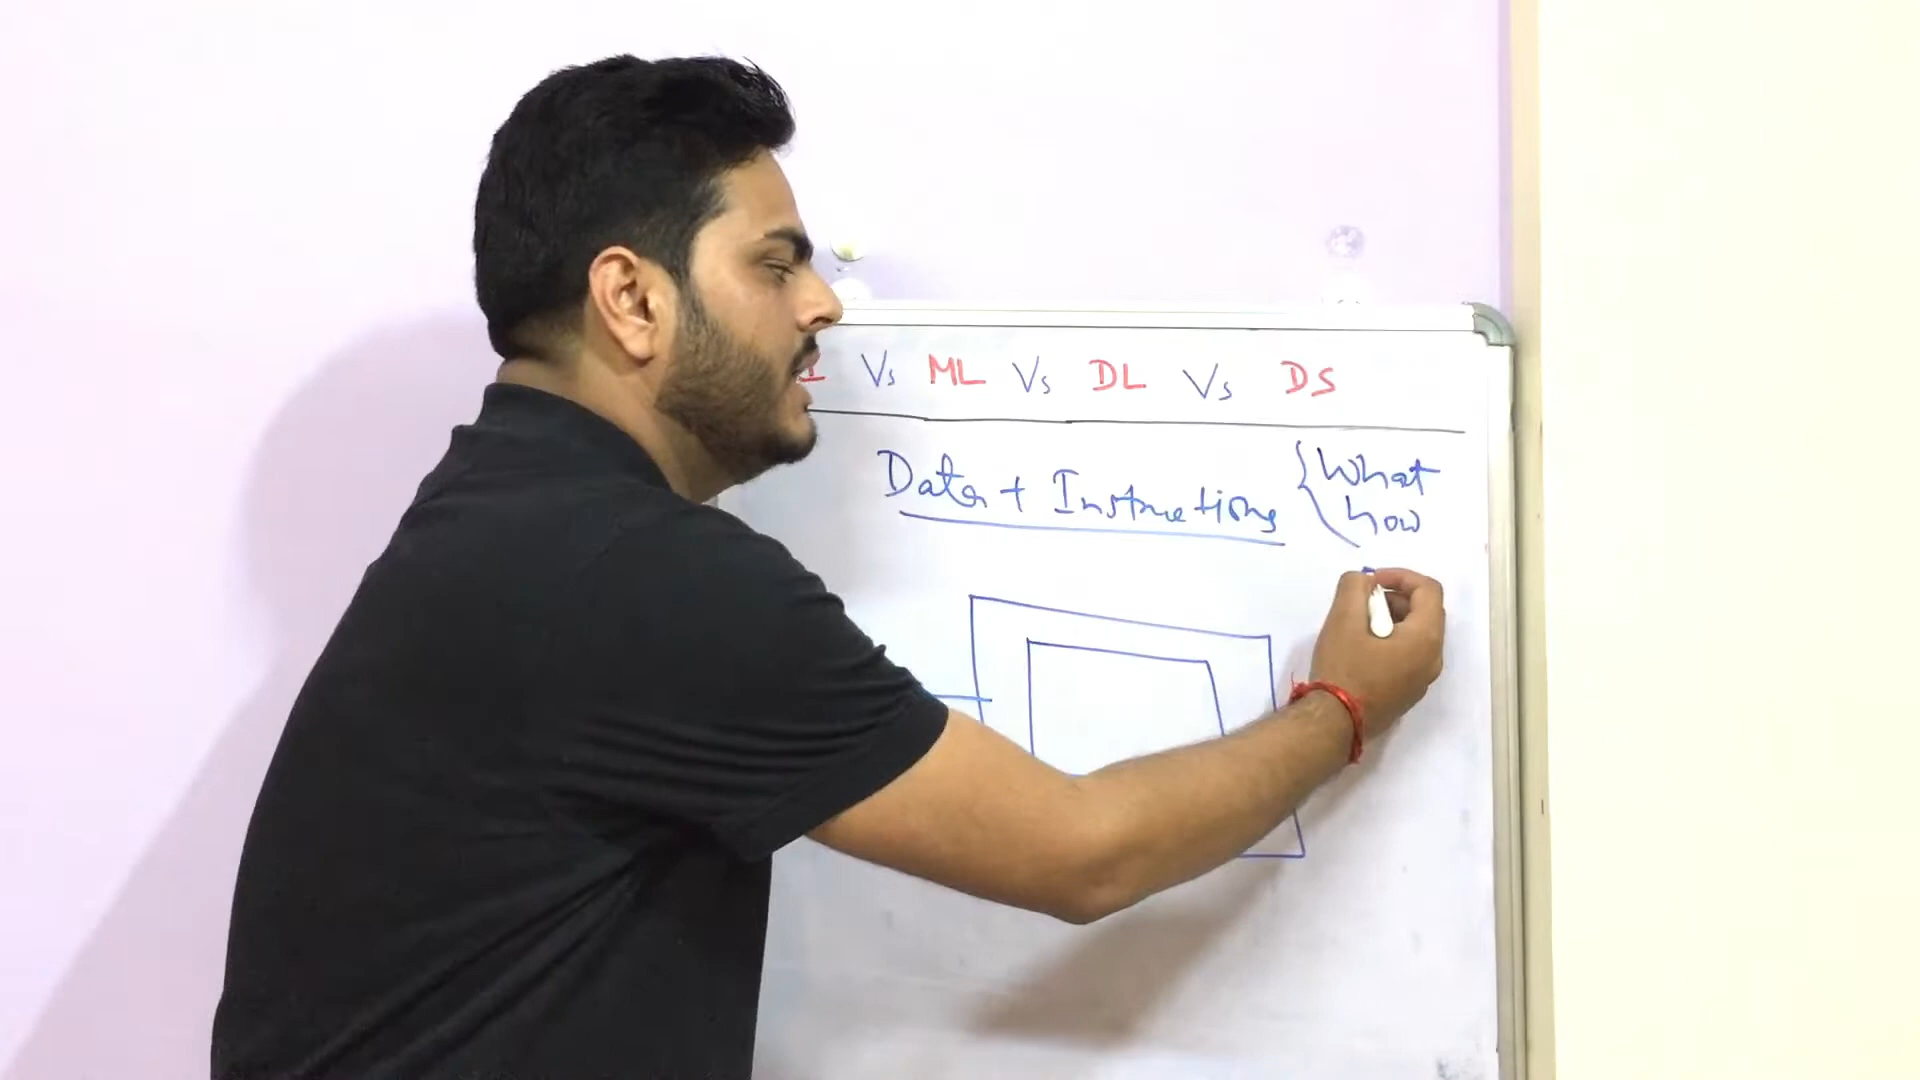 I Vs ML Vs DL Vs DS
Data + Instructions { What
how